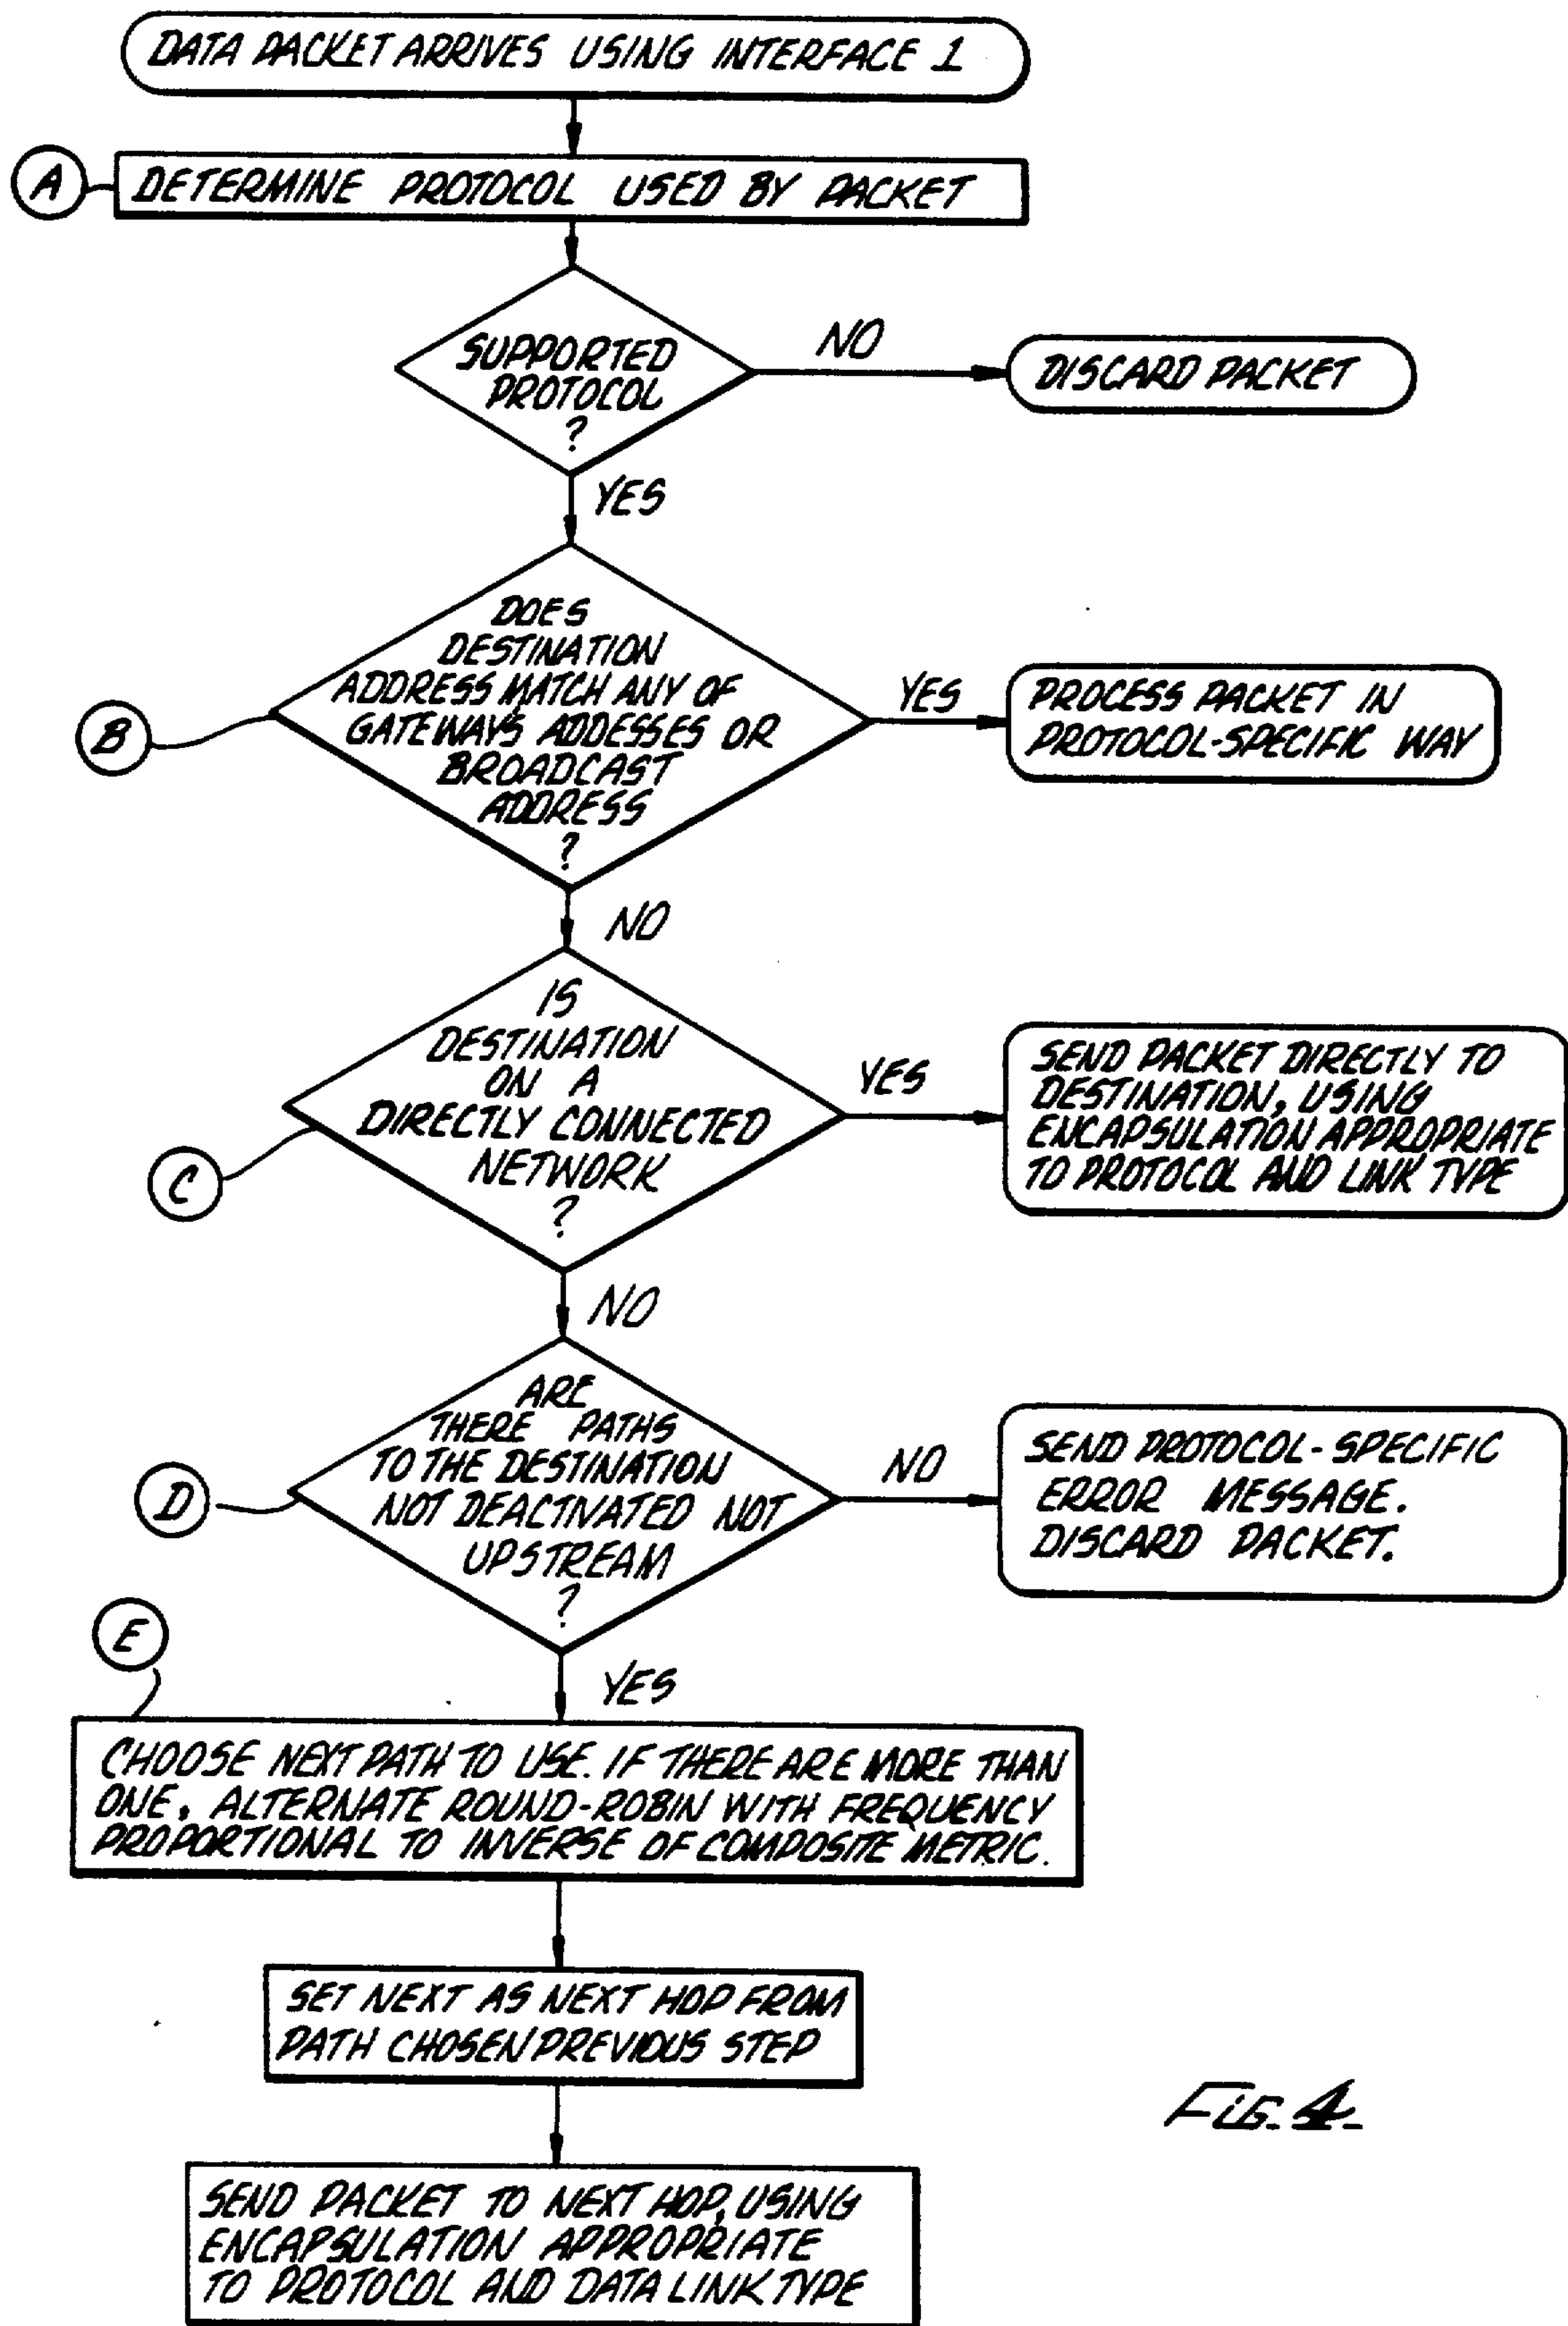 DATA PACKET ARRIVES USING INTERFACE 1
A
DETERMINE PROTOCOL USED BY PACKET
SUPPORTED
PROTOCOL
?
NO
DISCARD PACKET
YES
DOES
DESTINATION
ADDRESS MATCH ANY OF
GATEWAY'S ADDESSES OR
BROADCAST
ADDRESS
?
B
YES
PROCESS PACKET IN
PROTOCOL-SPECIFIC WAY
NO
IS
DESTINATION
ON A
DIRECTLY CONNECTED
NETWORK
?
C
YES
SEND PACKET DIRECTLY TO
DESTINATION, USING
ENCAPSULATION APPROPRIATE
TO PROTOCOL AND LINK TYPE
NO
ARE
THERE PATHS
TO THE DESTINATION
NOT DEACTIVATED NOT
UPSTREAM
?
D
NO
SEND PROTOCOL-SPECIFIC
ERROR MESSAGE.
DISCARD PACKET.
E
YES
CHOOSE NEXT PATH TO USE. IF THERE ARE MORE THAN
ONE, ALTERNATE ROUND-ROBIN WITH FREQUENCY
PROPORTIONAL TO INVERSE OF COMPOSITE METRIC.
SET NEXT AS NEXT HOP FROM
PATH CHOSEN PREVIOUS STEP
SEND PACKET TO NEXT HOP, USING
ENCAPSULATION APPROPRIATE
TO PROTOCOL AND DATA LINK TYPE
FIG. 4.